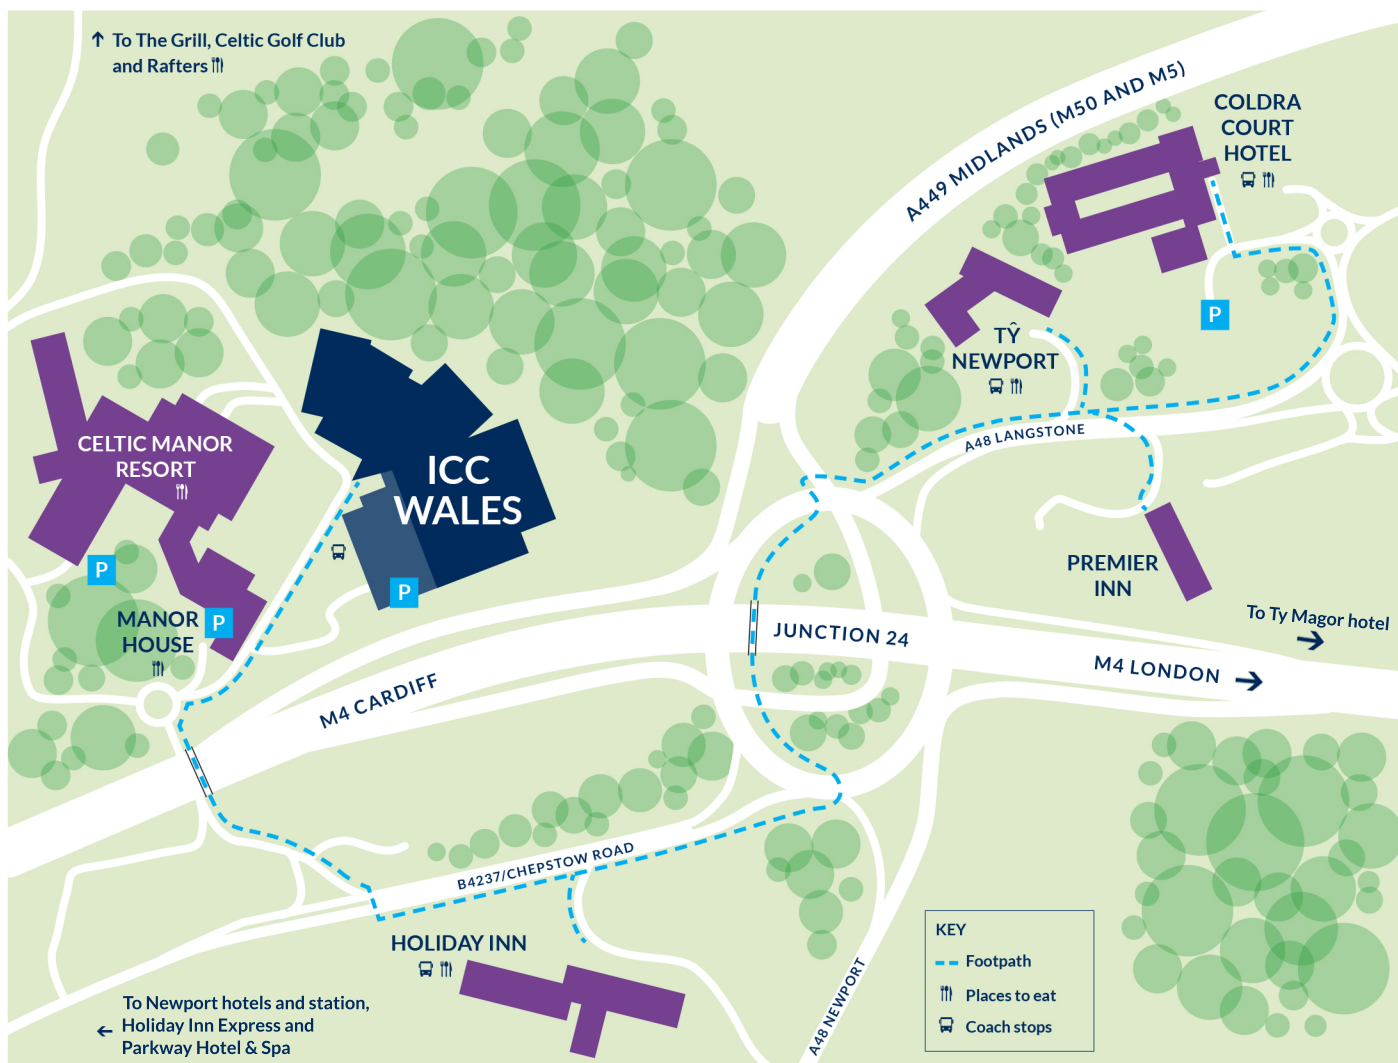 ↑ To The Grill, Celtic Golf Club
and Rafters
A449 MIDLANDS (M50 AND M5)
COLDRA
COURT
HOTEL
P
TŶ
NEWPORT
A48 LANGSTONE
CELTIC MANOR
RESORT
ICC
WALES
P
P
P
MANOR
HOUSE
PREMIER
INN
To Ty Magor hotel
→
JUNCTION 24
M4 LONDON →
M4 CARDIFF
B4237/CHEPSTOW ROAD
HOLIDAY INN
A48 NEWPORT
KEY
Footpath
Places to eat
Coach stops
To Newport hotels and station,
← Holiday Inn Express and
Parkway Hotel & Spa